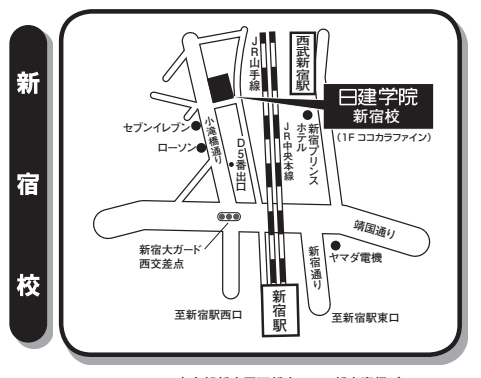 新宿校
JR山手線
西武新宿駅
日建学院
新宿校
(1F ココカラファイン)
セブンイレブン
ローソン
小滝橋通り
D5番出口
JR中央本線
新宿プリンス
ホテル
靖国通り
新宿大ガード
西交差点
新宿通り
ヤマダ電機
新宿駅
至新宿駅西口
至新宿駅東口